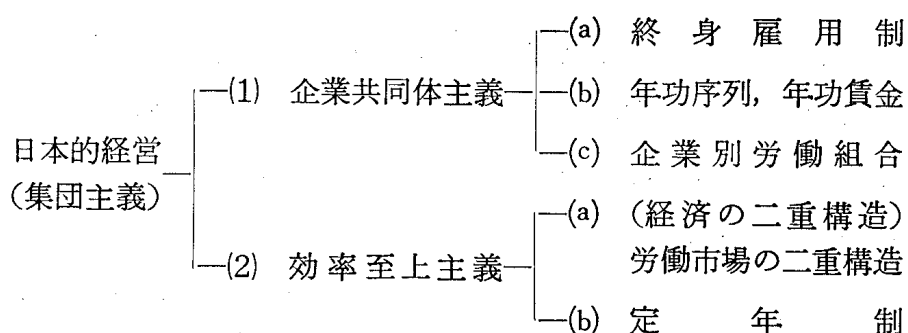 (a) 終身雇用制
(1) 企業共同体主義
(b) 年功序列，年功賃金
(c) 企業別労働組合
日本的経営
（集団主義）
(2) 効率至上主義
(a) （経済の二重構造）
労働市場の二重構造
(b) 定年制